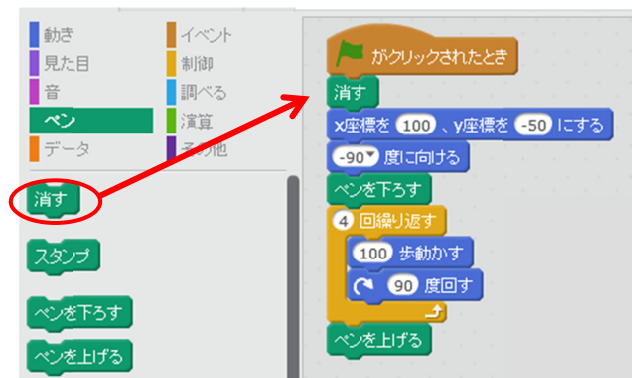 動き
イベント
見た目
制御
音
調べる
ペン
演算
データ
その他
消す
スタンプ
ペンを下ろす
ペンを上げる
がクリックされたとき
消す
x座標を 100 、y座標を -50 にする
-90 度に向ける
ペンを下ろす
4 回繰り返す
100 歩動かす
90 度回す
ペンを上げる